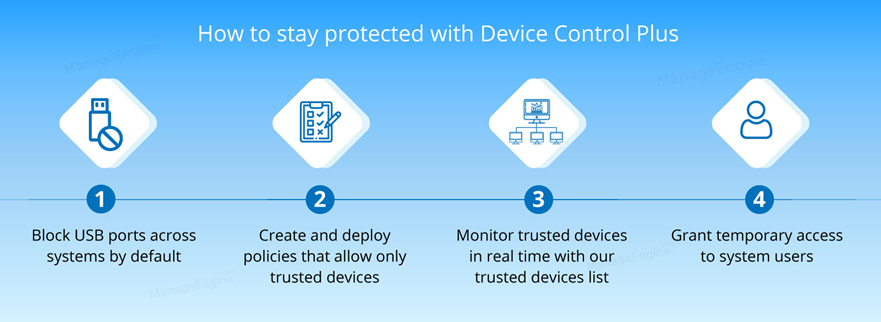 How to stay protected with Device Control Plus
1
Block USB ports across
systems by default
2
Create and deploy
policies that allow only
trusted devices
3
Monitor trusted devices
in real time with our
trusted devices list
4
Grant temporary access
to system users
ManageEngine
ManageEngine
ManageEngine
ManageEngine